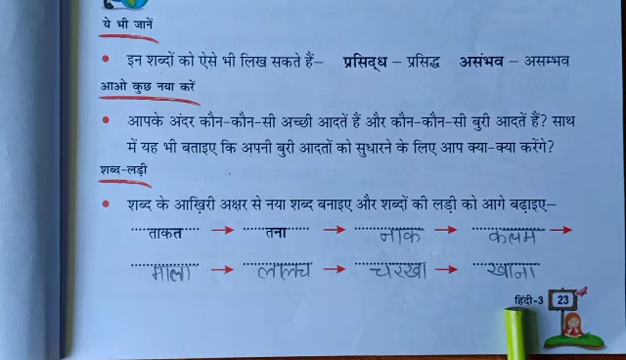 ये भी जानें
• इन शब्दों को ऐसे भी लिख सकते हैं– प्रसिद्ध – प्रसिद्ध असंभव – असम्भव
आओ कुछ नया करें
• आपके अंदर कौन-कौन-सी अच्छी आदतें हैं और कौन-कौन-सी बुरी आदतें हैं? साथ
में यह भी बताइए कि अपनी बुरी आदतों को सुधारने के लिए आप क्या-क्या करेंगे?
शब्द-लड़ी
• शब्द के आख़िरी अक्षर से नया शब्द बनाइए और शब्दों की लड़ी को आगे बढ़ाइए–
ताकत → तना → नाक → कलम →
माला → लालच → चरखा → खाना
हिंदी-3 23